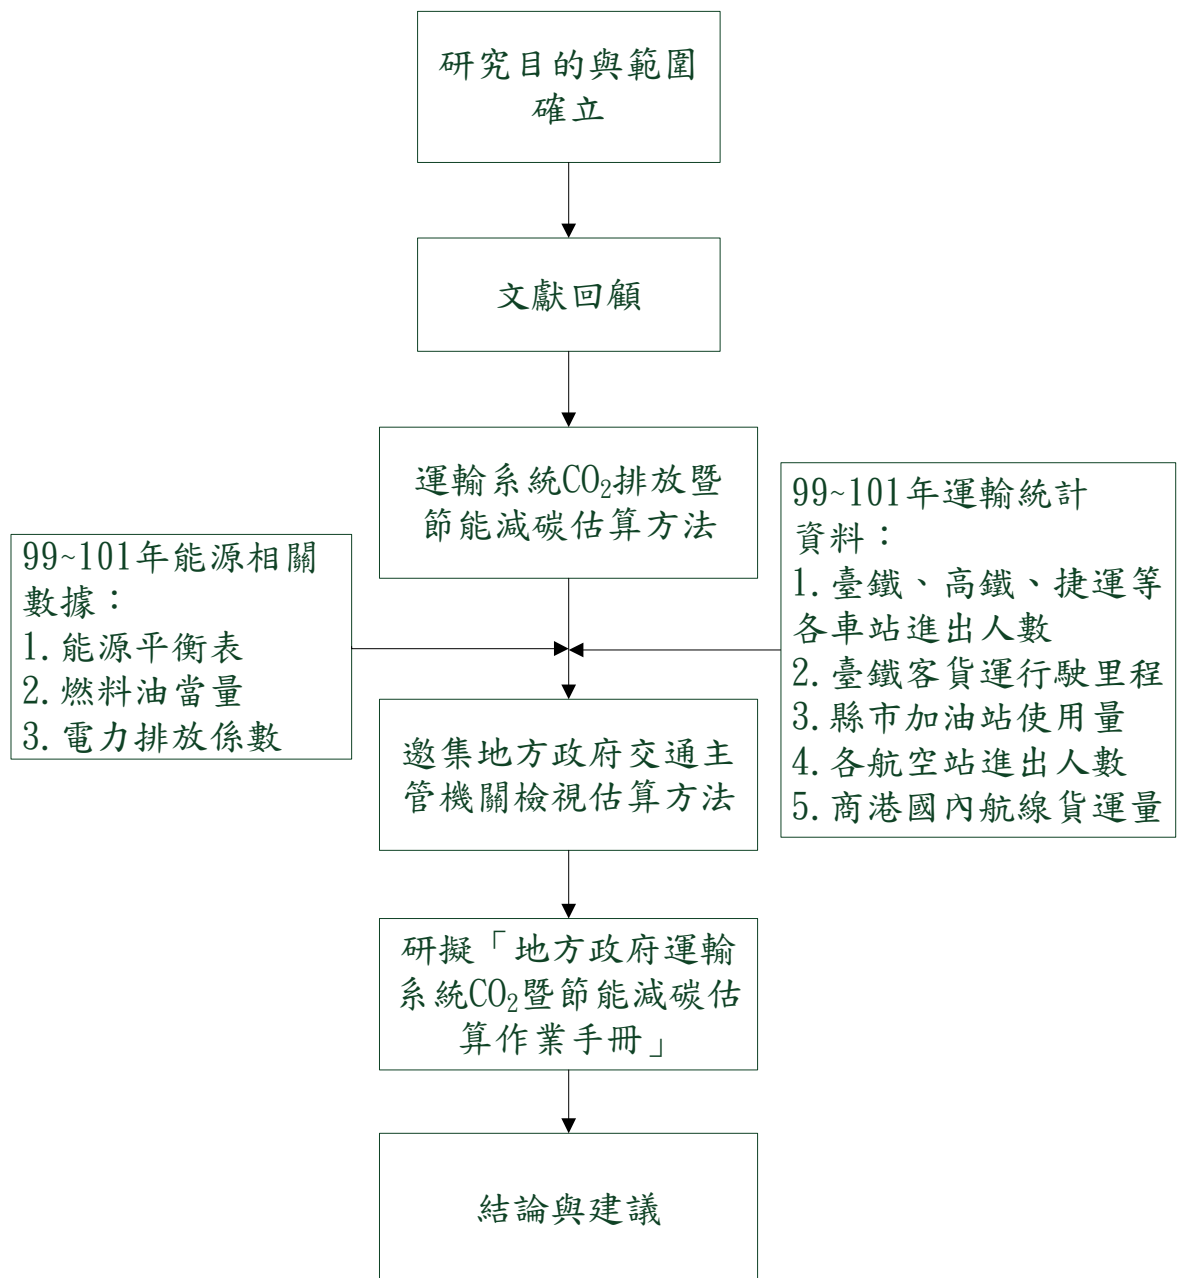 研究目的與範圍
確立
文獻回顧
運輸系統CO₂排放暨
節能減碳估算方法
99~101年能源相關
數據：
1.能源平衡表
2.燃料油當量
3.電力排放係數
99~101年運輸統計
資料：
1.臺鐵、高鐵、捷運等
各車站進出人數
2.臺鐵客貨運行駛里程
3.縣市加油站使用量
4.各航空站進出人數
5.商港國內航線貨運量
邀集地方政府交通主
管機關檢視估算方法
研擬「地方政府運輸
系統CO₂暨節能減碳估
算作業手冊」
結論與建議